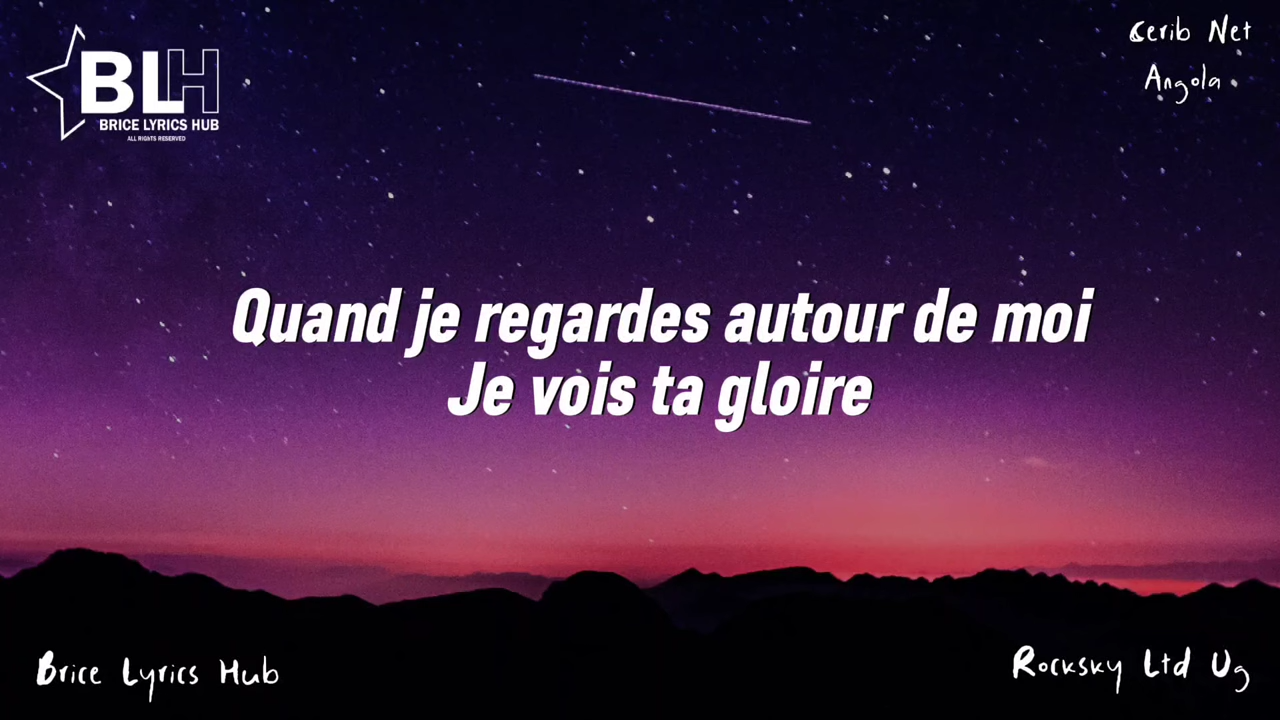 BLH
BRICE LYRICS HUB
ALL RIGHTS RESERVED
Cerib Net
Angola
Quand je regardes autour de moi
Je vois ta gloire
Brice Lyrics Hub
Rocksky Ltd Ug